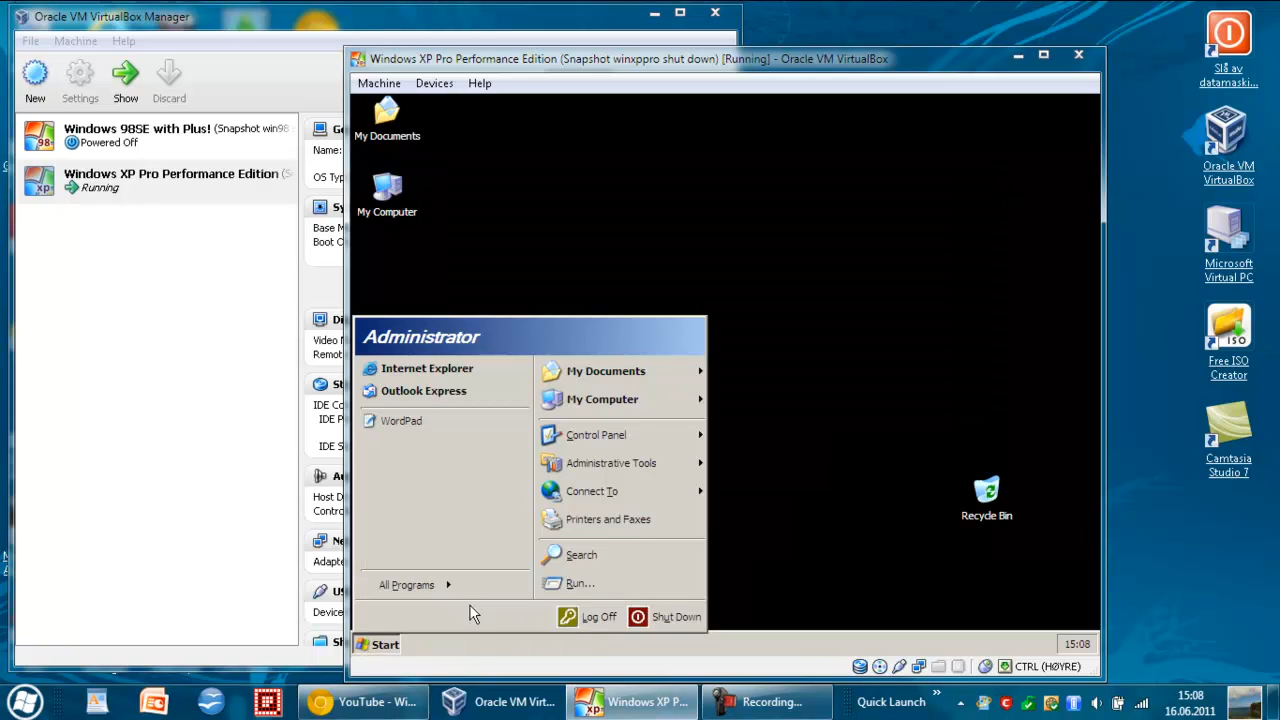 Oracle VM VirtualBox Manager
File Machine Help
New Settings Show Discard
Windows 98SE with Plus! (Snapshot win98
Powered Off
Windows XP Pro Performance Edition (S
Running
Name:
OS Typ
Base M
Boot O
Video M
Remot
IDE Co
IDE P
IDE S
Host D
Contro
Adapte
Device
Windows XP Pro Performance Edition (Snapshot winxppro shut down) [Running] - Oracle VM VirtualBox
Machine Devices Help
My Documents
My Computer
Recycle Bin
Administrator
Internet Explorer
Outlook Express
WordPad
All Programs
My Documents
My Computer
Control Panel
Administrative Tools
Connect To
Printers and Faxes
Search
Run...
Log Off
Shut Down
Start
15:08
CTRL (HØYRE)
Slå av
datamaski...
Oracle VM
VirtualBox
Microsoft
Virtual PC
Free ISO
Creator
Camtasia
Studio 7
YouTube - Wi...
Oracle VM Virt...
Windows XP P...
Recording...
Quick Launch
15:08
16.06.2011